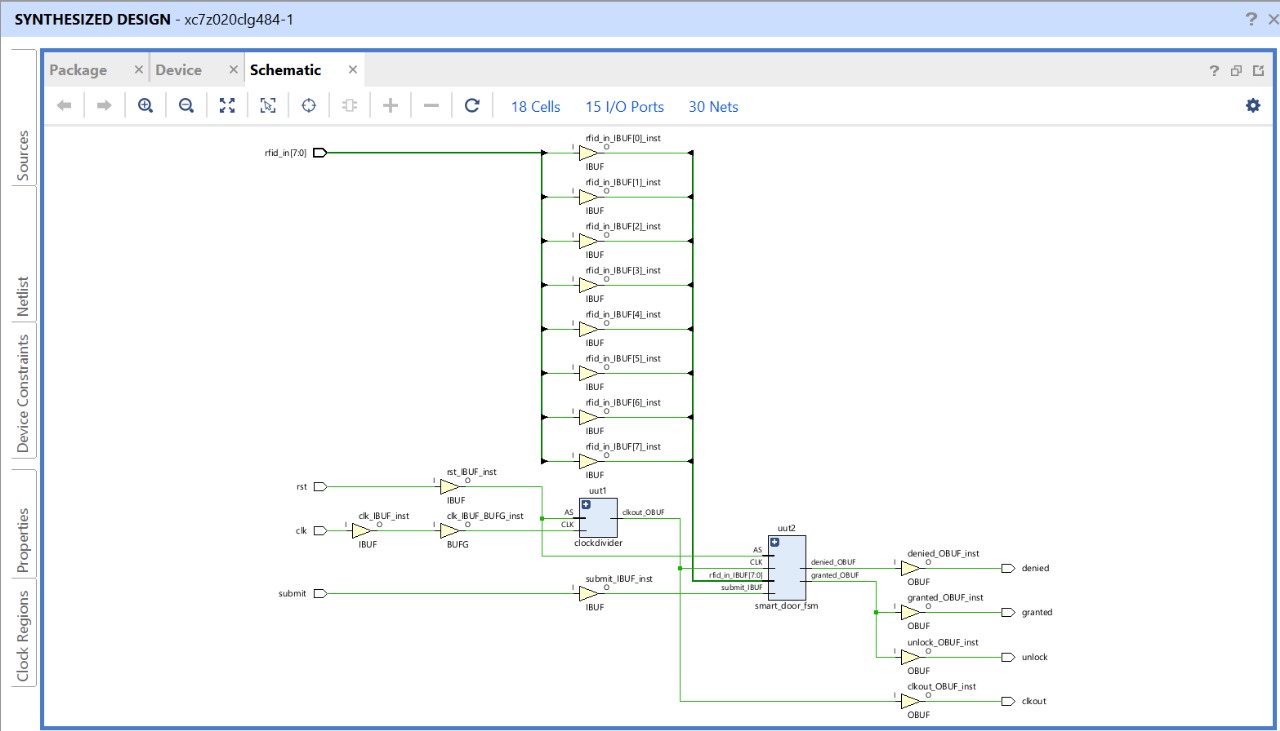 SYNTHESIZED DESIGN - xc7z020clg484-1
Package
Device
Schematic
18 Cells
15 I/O Ports
30 Nets
Sources
Netlist
Device Constraints
Properties
Clock Regions
rfid_in[7:0]
rfid_in_IBUF[0]_inst
I
O
IBUF
rfid_in_IBUF[1]_inst
I
O
IBUF
rfid_in_IBUF[2]_inst
I
O
IBUF
rfid_in_IBUF[3]_inst
I
O
IBUF
rfid_in_IBUF[4]_inst
I
O
IBUF
rfid_in_IBUF[5]_inst
I
O
IBUF
rfid_in_IBUF[6]_inst
I
O
IBUF
rfid_in_IBUF[7]_inst
I
O
IBUF
rst
rst_IBUF_inst
I
O
IBUF
clk
clk_IBUF_inst
I
O
IBUF
clk_IBUF_BUFG_inst
I
O
BUFG
uut1
AS
CLK
clkout_OBUF
clockdivider
submit
submit_IBUF_inst
I
O
IBUF
uut2
AS
CLK
rfid_in_IBUF[7:0]
submit_IBUF
denied_OBUF
granted_OBUF
smart_door_fsm
denied_OBUF_inst
I
O
OBUF
denied
granted_OBUF_inst
I
O
OBUF
granted
unlock_OBUF_inst
I
O
OBUF
unlock
clkout_OBUF_inst
I
O
OBUF
clkout